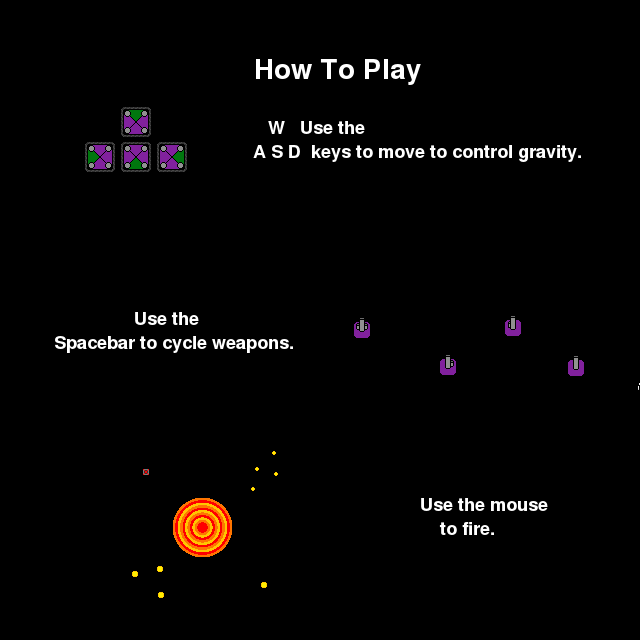 How To Play
W Use the
A S D keys to move to control gravity.
Use the
Spacebar to cycle weapons.
Use the mouse
to fire.